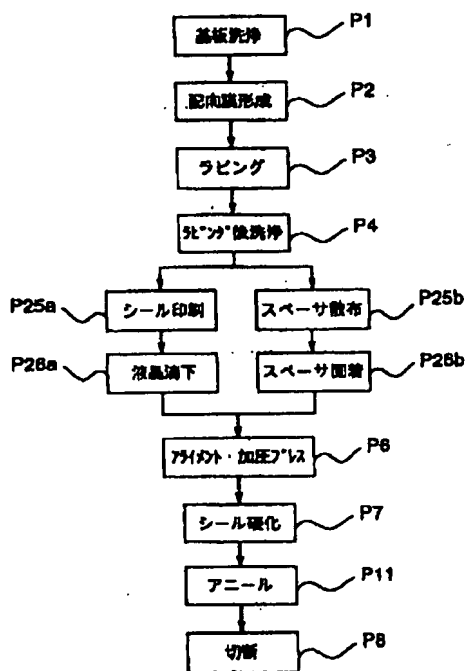 基板洗浄 P1
配向膜形成 P2
ラビング P3
ラビング後洗浄 P4
P25a シール印刷 スペーサ散布 P25b
P26a 液晶滴下 スペーサ固着 P26b
アライメント・加圧プレス P6
シール硬化 P7
アニール P11
切断 P8